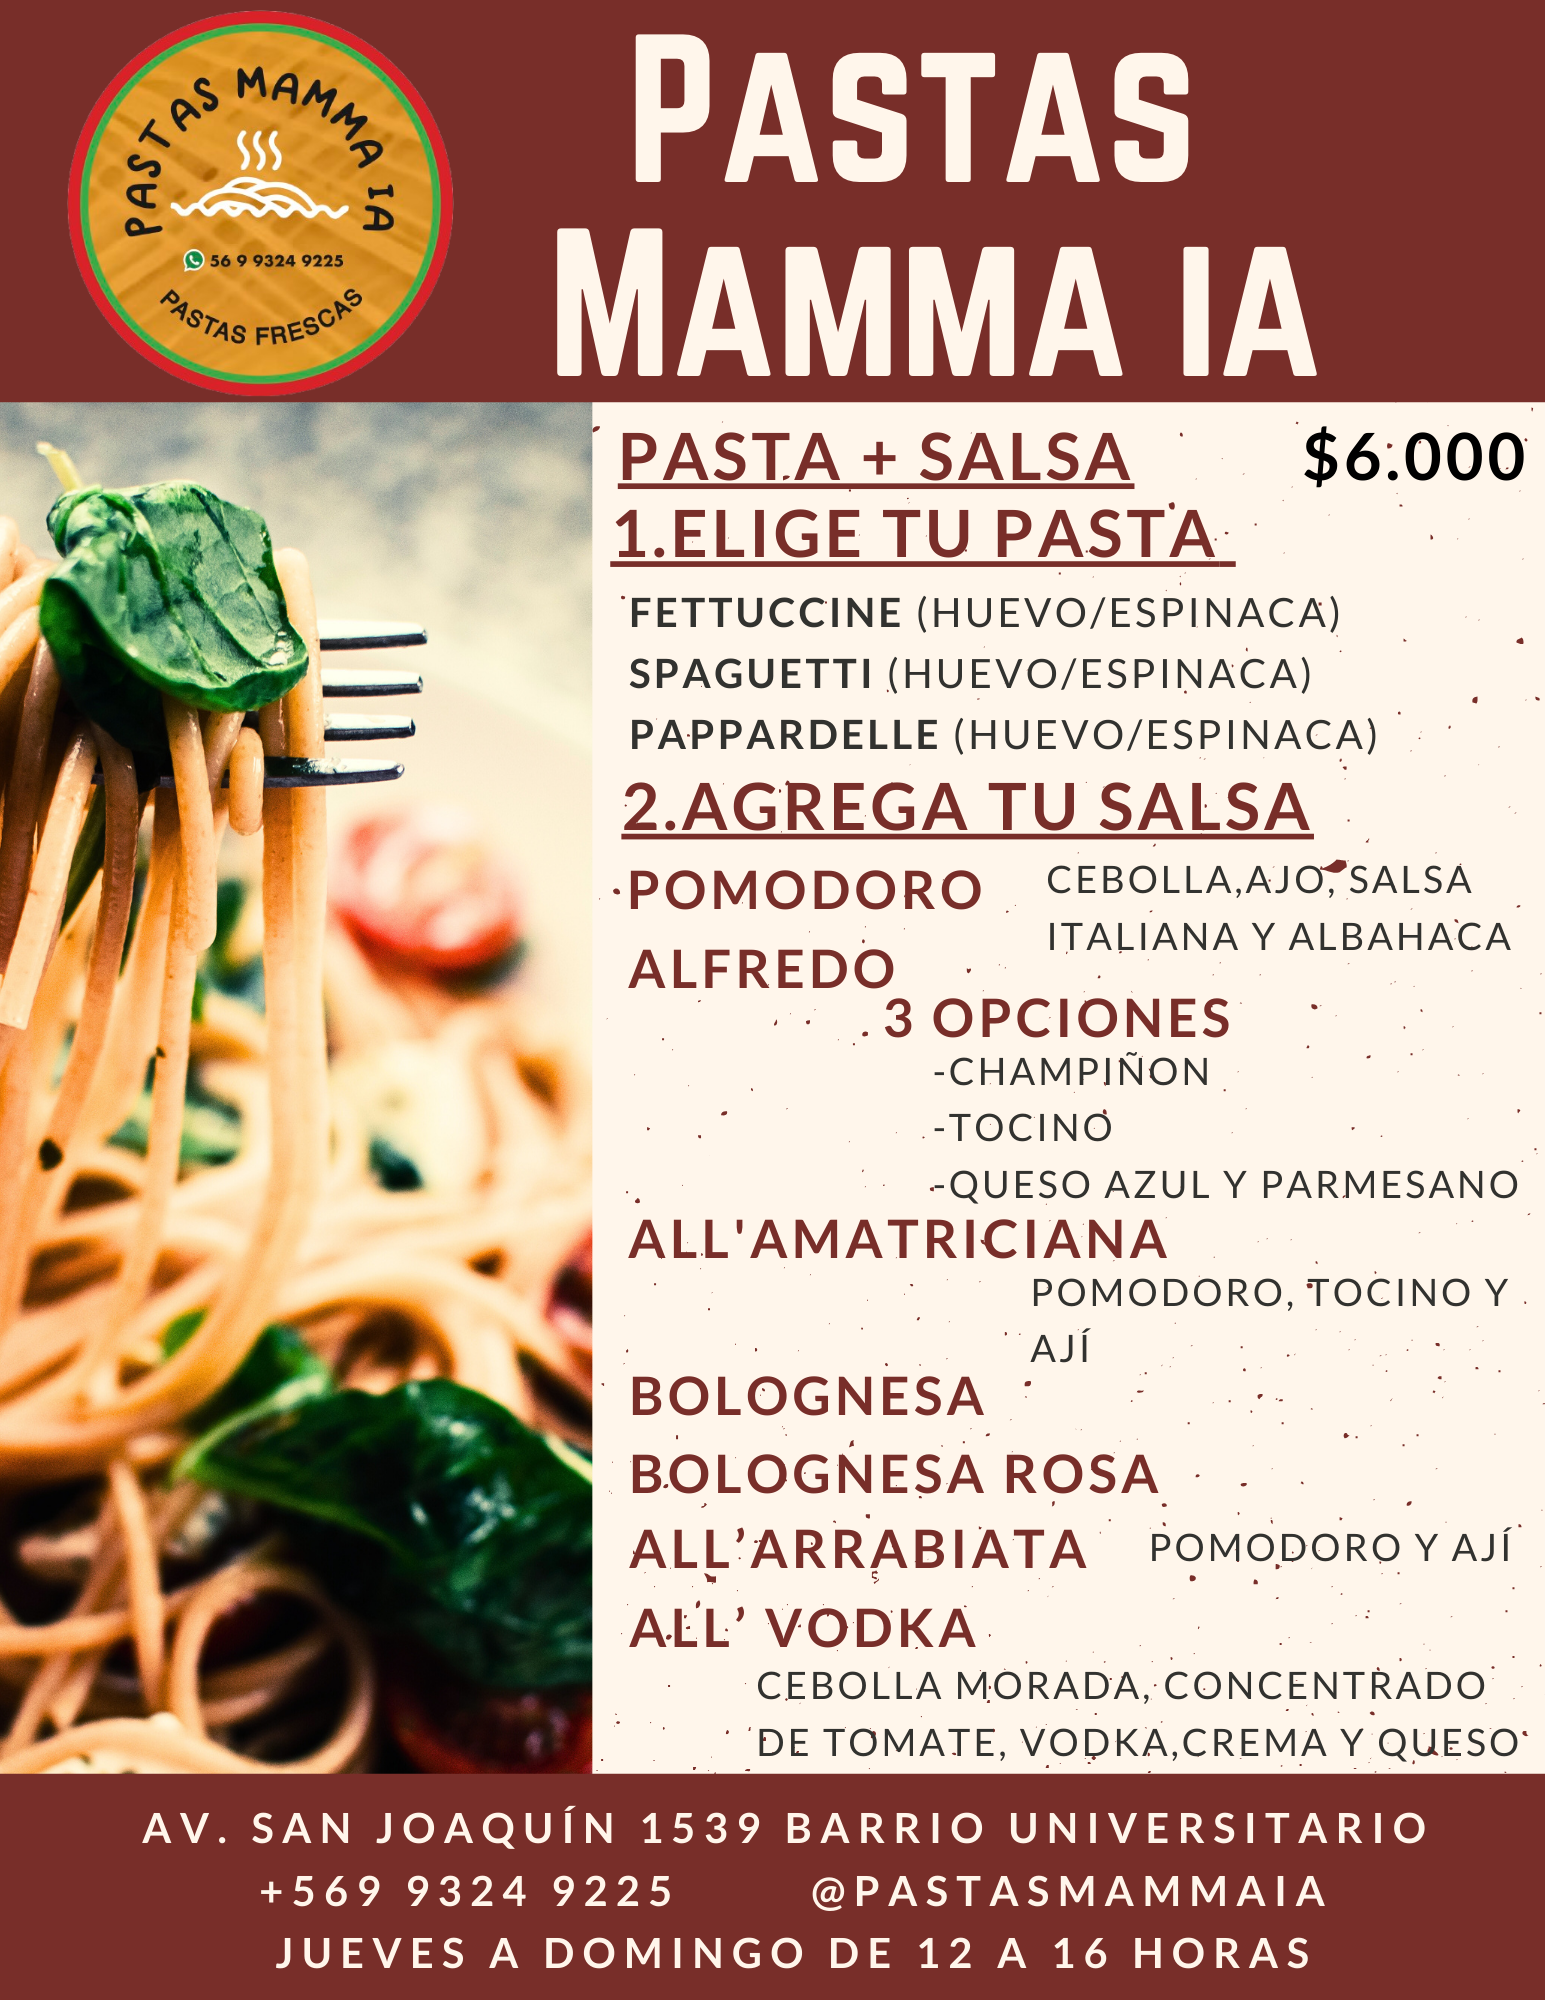 PASTAS MAMMA IA
56 9 9324 9225
PASTAS FRESCAS
PASTAS
MAMMA IA
PASTA + SALSA $6.000
1.ELIGE TU PASTA
FETTUCCINE (HUEVO/ESPINACA)
SPAGUETTI (HUEVO/ESPINACA)
PAPPARDELLE (HUEVO/ESPINACA)
2.AGREGA TU SALSA
POMODORO
CEBOLLA,AJO, SALSA
ITALIANA Y ALBAHACA
ALFREDO
3 OPCIONES
-CHAMPIÑON
-TOCINO
-QUESO AZUL Y PARMESANO
ALL'AMATRICIANA
POMODORO, TOCINO Y
AJÍ
BOLOGNESA
BOLOGNESA ROSA
ALL’ARRABIATA POMODORO Y AJÍ
ALL’ VODKA
CEBOLLA MORADA, CONCENTRADO
DE TOMATE, VODKA,CREMA Y QUESO
AV. SAN JOAQUÍN 1539 BARRIO UNIVERSITARIO
+569 9324 9225 @PASTASMAMMAIA
JUEVES A DOMINGO DE 12 A 16 HORAS